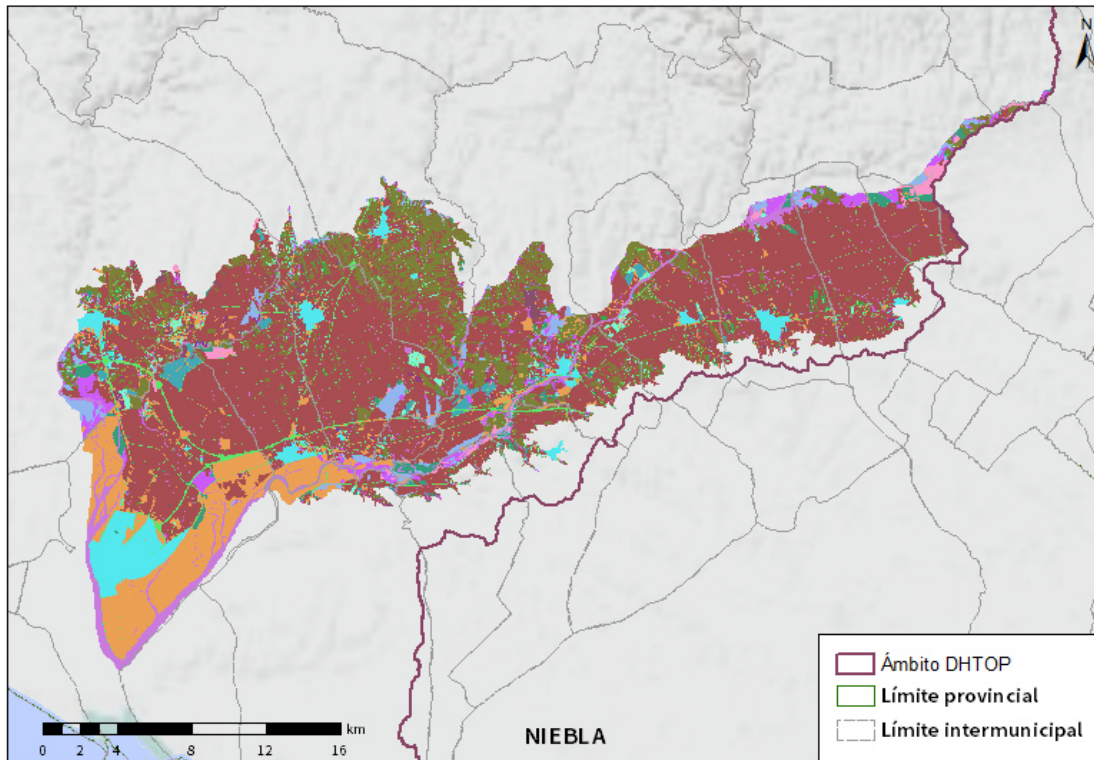 N
Ámbito DHTOP
Límite provincial
Límite intermunicipal
km
0 2 4 8 12 16
NIEBLA